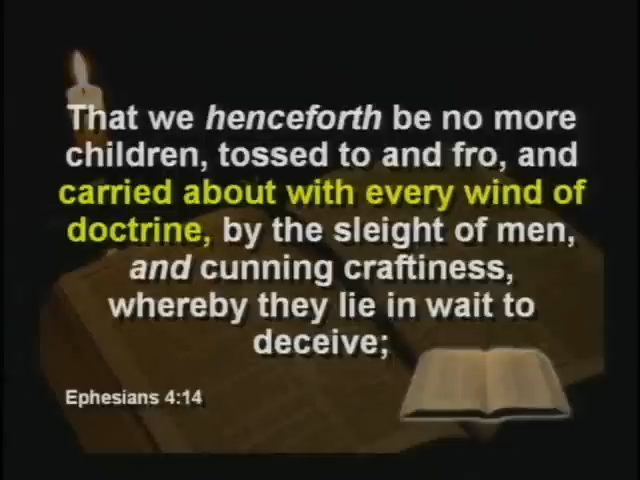 That we henceforth be no more
children, tossed to and fro, and
carried about with every wind of
doctrine, by the sleight of men,
and cunning craftiness,
whereby they lie in wait to
deceive;
Ephesians 4:14